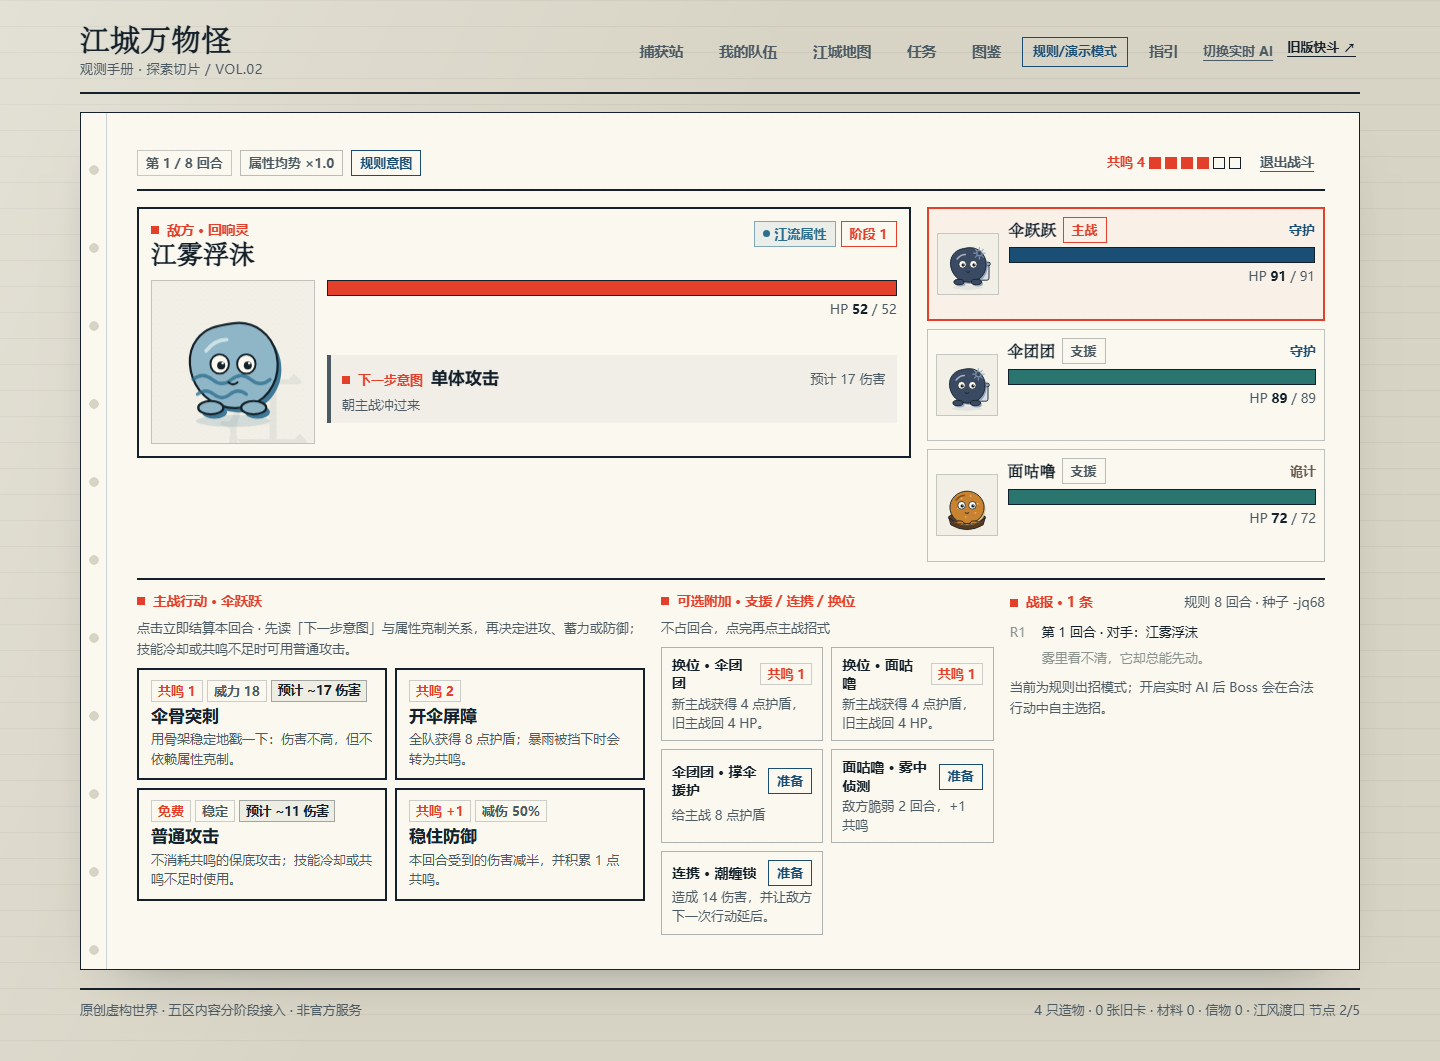 江城万物怪
观测手册 · 探索切片 / VOL.02
捕获站 我的队伍 江城地图 任务 图鉴 规则/演示模式 指引 切换实时 AI 旧版快斗 ↗
第 1 / 8 回合 属性均势 ×1.0 规则意图
共鸣 4 退出战斗
敌方 • 回响灵
江雾浮沫
江流属性 阶段 1
HP 52 / 52
下一步意图 单体攻击 预计 17 伤害
朝主战冲过来
伞跃跃 主战 守护
HP 91 / 91
伞团团 支援 守护
HP 89 / 89
面咕噜 支援 诡计
HP 72 / 72
主战行动 • 伞跃跃
点击立即结算本回合 · 先读「下一步意图」与属性克制关系，再决定进攻、蓄力或防御；
技能冷却或共鸣不足时可用普通攻击。
共鸣 1 威力 18 预计 ~17 伤害
伞骨突刺
用骨架稳定地戳一下：伤害不高，但不
依赖属性克制。
共鸣 2
开伞屏障
全队获得 8 点护盾；暴雨被挡下时会
转为共鸣。
免费 稳定 预计 ~11 伤害
普通攻击
不消耗共鸣的保底攻击；技能冷却或共
鸣不足时使用。
共鸣 +1 减伤 50%
稳住防御
本回合受到的伤害减半，并积累 1 点
共鸣。
可选附加 • 支援 / 连携 / 换位
不占回合，点完再点主战招式
换位 • 伞团
团
共鸣 1
新主战获得 4 点护盾，
旧主战回 4 HP。
换位 • 面咕
噜
共鸣 1
新主战获得 4 点护盾，
旧主战回 4 HP。
伞团团 • 撑伞
援护
准备
给主战 8 点护盾
面咕噜 • 雾中
侦测
准备
敌方脆弱 2 回合，+1
共鸣
连携 • 潮缠锁 准备
造成 14 伤害，并让敌方
下一次行动延后。
战报 • 1 条 规则 8 回合 · 种子 -jq68
R1 第 1 回合 · 对手：江雾浮沫
雾里看不清，它却总能先动。
当前为规则出招模式；开启实时 AI 后 Boss 会在合法
行动中自主选招。
原创虚构世界 · 五区内容分阶段接入 · 非官方服务
4 只造物 · 0 张旧卡 · 材料 0 · 信物 0 · 江风渡口 节点 2/5